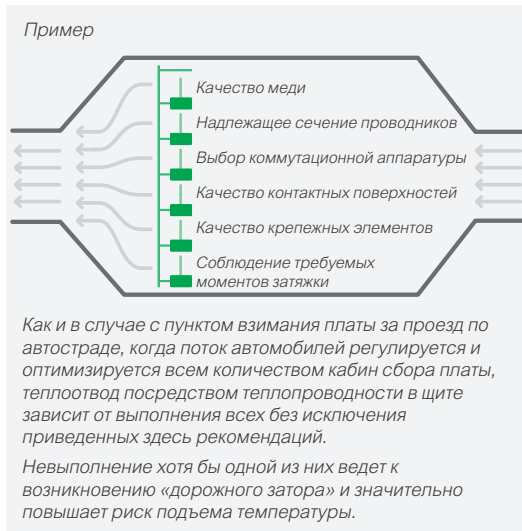 Пример
Качество меди
Надлежащее сечение проводников
Выбор коммутационной аппаратуры
Качество контактных поверхностей
Качество крепежных элементов
Соблюдение требуемых
моментов затяжки
Как и в случае с пунктом взимания платы за проезд по
автостраде, когда поток автомобилей регулируется и
оптимизируется всем количеством кабин сбора платы,
теплоотвод посредством теплопроводности в щите
зависит от выполнения всех без исключения
приведенных здесь рекомендаций.
Невыполнение хотя бы одной из них ведет к
возникновению «дорожного затора» и значительно
повышает риск подъема температуры.